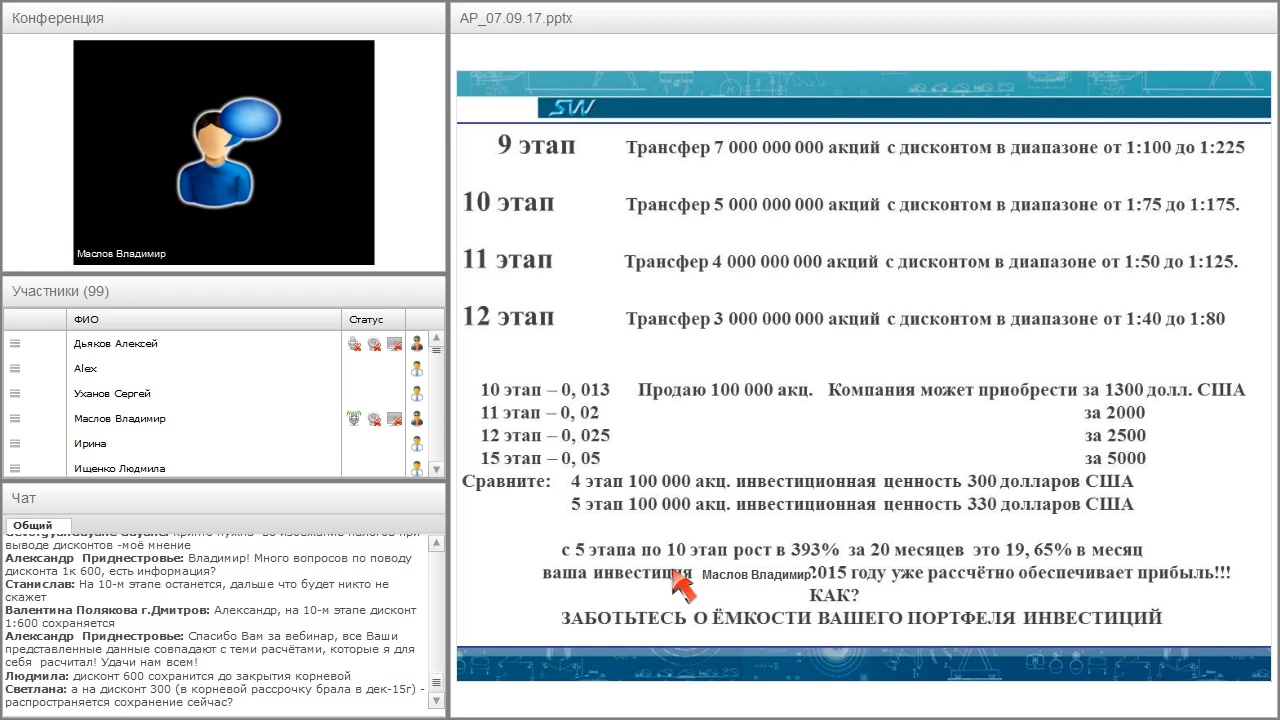 Конференция
Маслов Владимир
Участники (99)
ФИО Статус
Дьяков Алексей
Alex
Уханов Сергей
Маслов Владимир
Ирина
Ищенко Людмила
Чат
Общий
выводе дисконтов -моё мнение
Александр Приднестровье: Владимир! Много вопросов по поводу
дисконта 1к 600, есть информация?
Станислав: На 10-м этапе останется, дальше что будет никто не
скажет
Валентина Полякова г.Дмитров: Александр, на 10-м этапе дисконт
1:600 сохраняется
Александр Приднестровье: Спасибо Вам за вебинар, все Ваши
представленные данные совпадают с теми расчётами, которые я для
себя расчитал! Удачи нам всем!
Людмила: дисконт 600 сохранится до закрытия корневой
Светлана: а на дисконт 300 (в корневой рассрочку брала в дек-15г) -
распространяется сохранение сейчас?
AP_07.09.17.pptx
SW
9 этап Трансфер 7 000 000 000 акций с дисконтом в диапазоне от 1:100 до 1:225
10 этап Трансфер 5 000 000 000 акций с дисконтом в диапазоне от 1:75 до 1:175.
11 этап Трансфер 4 000 000 000 акций с дисконтом в диапазоне от 1:50 до 1:125.
12 этап Трансфер 3 000 000 000 акций с дисконтом в диапазоне от 1:40 до 1:80
10 этап – 0, 013 Продаю 100 000 акц. Компания может приобрести за 1300 долл. США
11 этап – 0, 02 за 2000
12 этап – 0, 025 за 2500
15 этап – 0, 05 за 5000
Сравните: 4 этап 100 000 акц. инвестиционная ценность 300 долларов США
5 этап 100 000 акц. инвестиционная ценность 330 долларов США
с 5 этапа по 10 этап рост в 393% за 20 месяцев это 19, 65% в месяц
ваша инвестиция Маслов Владимир 2015 году уже рассчётно обеспечивает прибыль!!!
КАК?
ЗАБОТЬТЕСЬ О ЁМКОСТИ ВАШЕГО ПОРТФЕЛЯ ИНВЕСТИЦИЙ